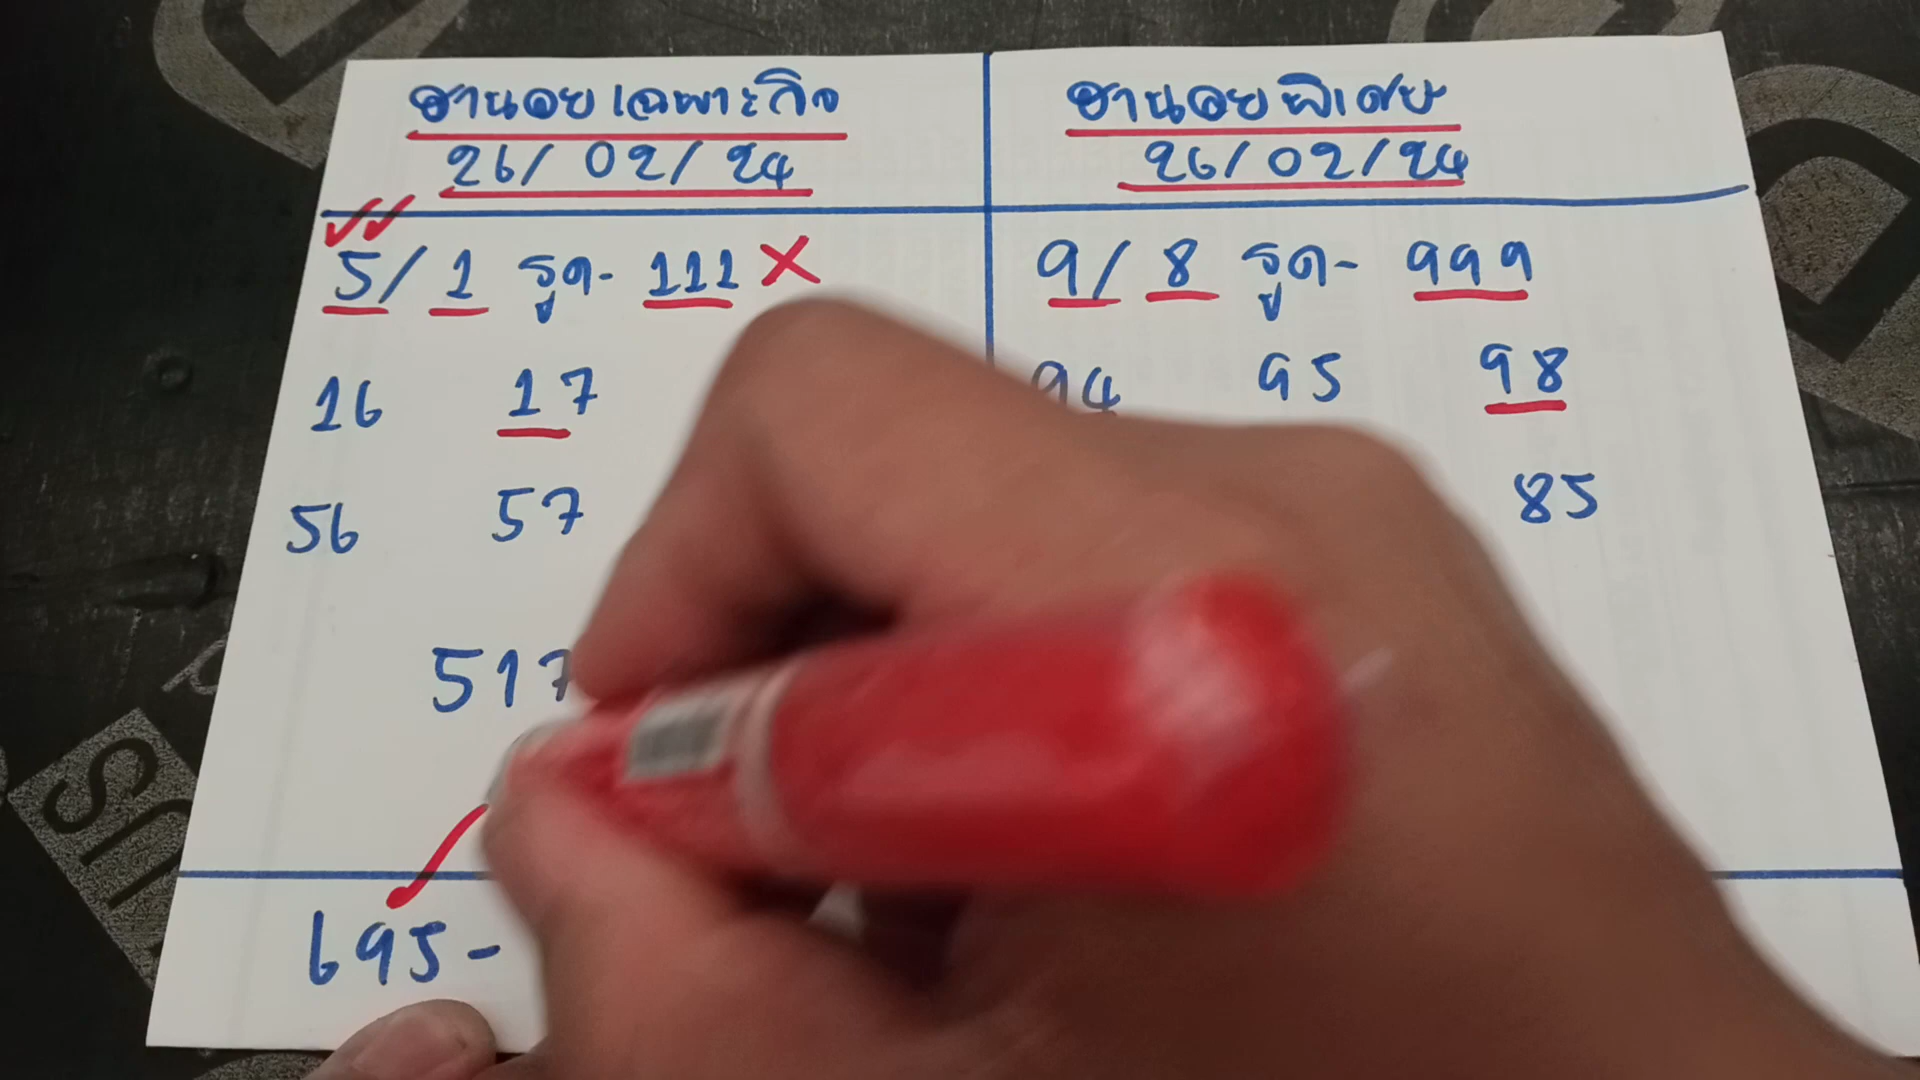 ฮานอยเฉพาะกิจ
26/02/24
5/1 รูด- 111 X
16 17
56 57
517
695-
ฮานอยพิเศษ
26/02/24
9/8 รูด- 999
94 95 98
85